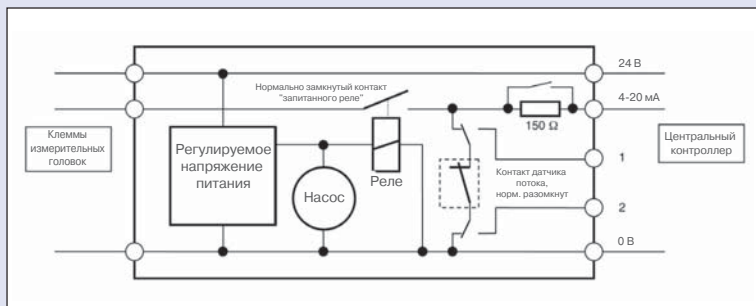 24 В
Нормально замкнутый контакт
"запитанного реле"
4-20 мА
150 Ω
Клеммы
измерительных
головок
Регулируемое
напряжение
питания
Насос
Реле
Контакт датчика
потока,
норм. разомкнут
Центральный
контроллер
1
2
0 В